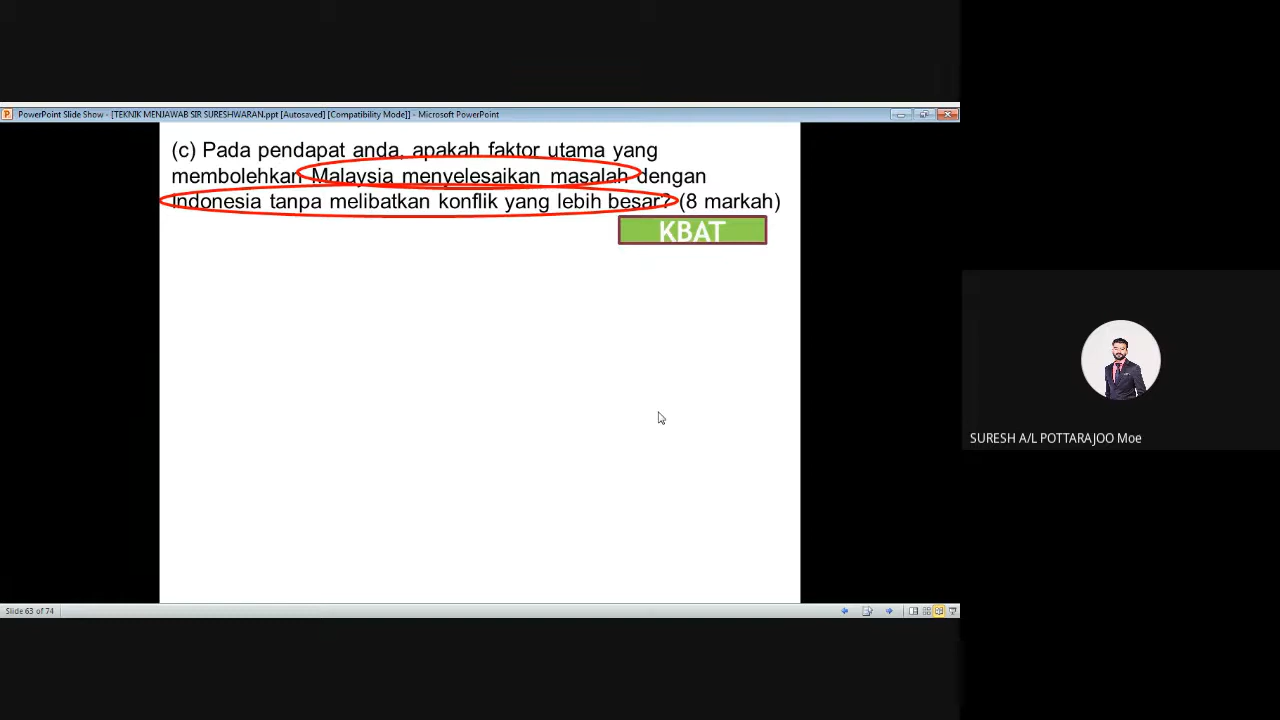 PowerPoint Slide Show - [TEKNIK MENJAWAB SIR SURESHWARAN.ppt [Autosaved] [Compatibility Mode]] - Microsoft PowerPoint
(c) Pada pendapat anda, apakah faktor utama yang
membolehkan Malaysia menyelesaikan masalah dengan
Indonesia tanpa melibatkan konflik yang lebih besar? (8 markah)
KBAT
SURESH A/L POTTARAJOO Moe
Slide 63 of 74